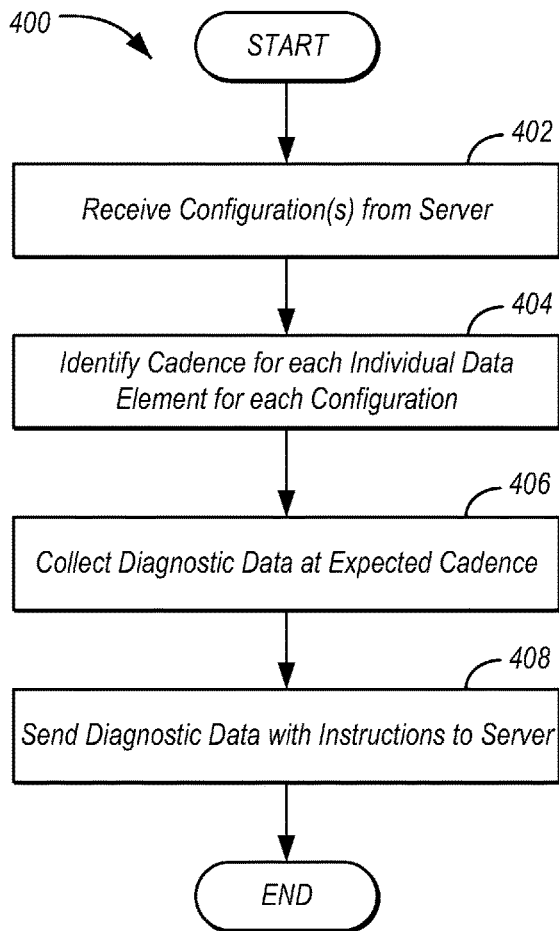 400
START
402
Receive Configuration(s) from Server
404
Identify Cadence for each Individual Data
Element for each Configuration
406
Collect Diagnostic Data at Expected Cadence
408
Send Diagnostic Data with Instructions to Server
END